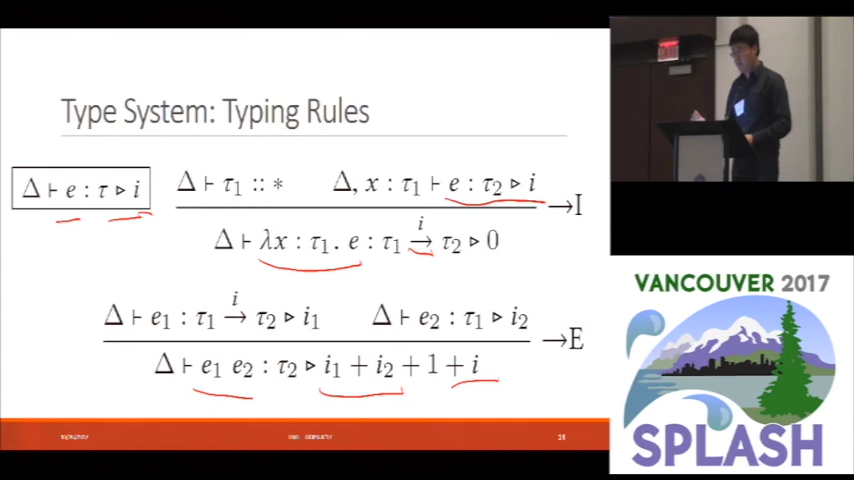 Type System: Typing Rules
Δ ⊢ e : τ ▷ i
Δ ⊢ τ₁ :: * Δ, x : τ₁ ⊢ e : τ₂ ▷ i
→I
Δ ⊢ λx : τ₁. e : τ₁ →ⁱ τ₂ ▷ 0
Δ ⊢ e₁ : τ₁ →ⁱ τ₂ ▷ i₁ Δ ⊢ e₂ : τ₁ ▷ i₂
→E
Δ ⊢ e₁ e₂ : τ₂ ▷ i₁ + i₂ + 1 + i
VANCOUVER 2017
SPLASH